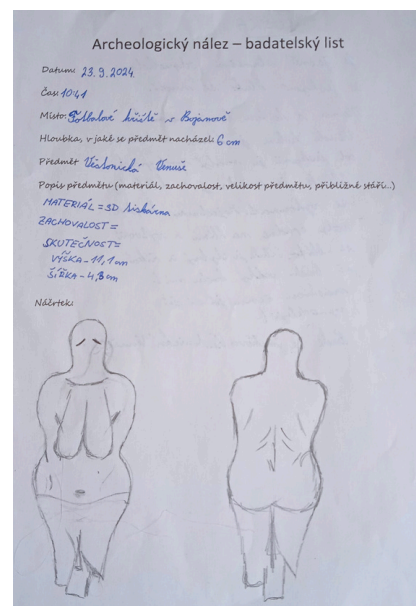 Archeologický nález – badatelský list
Datum: 23.9.2024
Čas: 10:41
Místo: Fotbalové hřiště v Bojanově
Hloubka, v jaké se předmět nacházel: 6 cm
Předmět Věstonická Venuše
Popis předmětu (materiál, zachovalost, velikost předmětu, přibližné stáří...)
MATERIÁL = 3D tiskárna
ZACHOVALOST =
SKUTEČNOST =
VÝŠKA - 11,1 cm
ŠÍŘKA - 4,3 cm
Náčrtek: